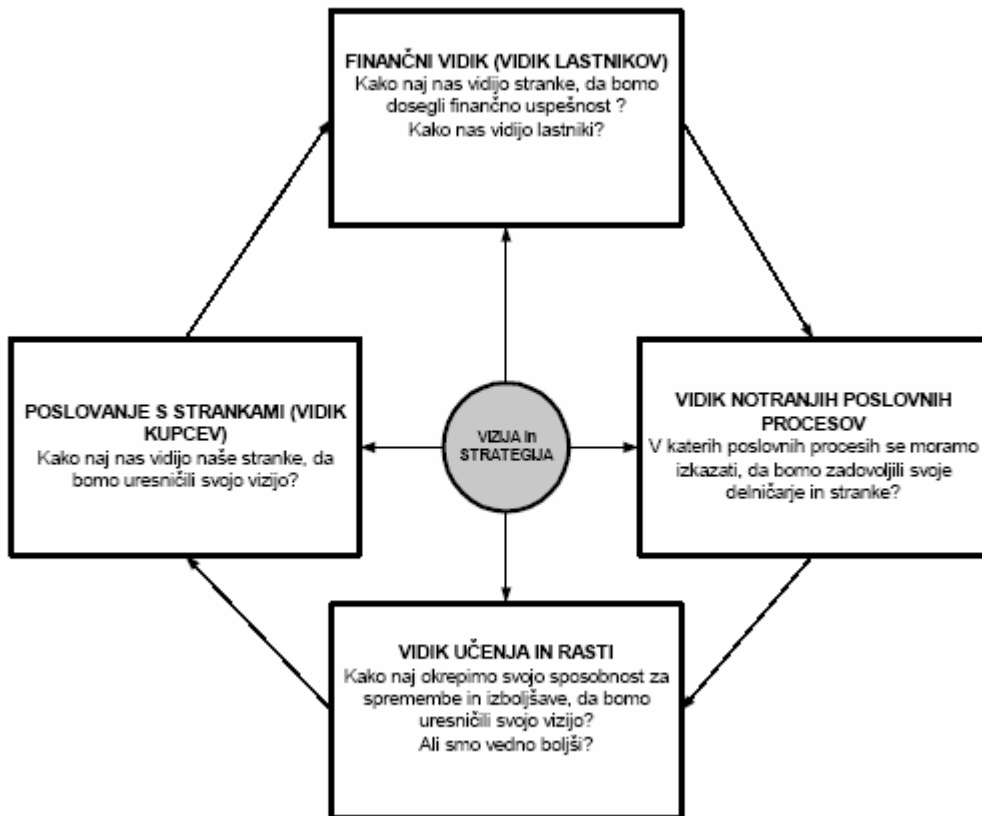 FINANČNI VIDIK (VIDIK LASTNIKOV)
Kako naj nas vidijo stranke, da bomo
dosegli finančno uspešnost ?
Kako nas vidijo lastniki?
POSLOVANJE S STRANKAMI (VIDIK
KUPCEV)
Kako naj nas vidijo naše stranke, da
bomo uresničili svojo vizijo?
VIZIJA in
STRATEGIJA
VIDIK NOTRANJIH POSLOVNIH
PROCESOV
V katerih poslovnih procesih se moramo
izkazati, da bomo zadovoljili svoje
delničarje in stranke?
VIDIK UČENJA IN RASTI
Kako naj okrepimo svojo sposobnost za
spremembe in izboljšave, da bomo
uresničili svojo vizijo?
Ali smo vedno boljši?